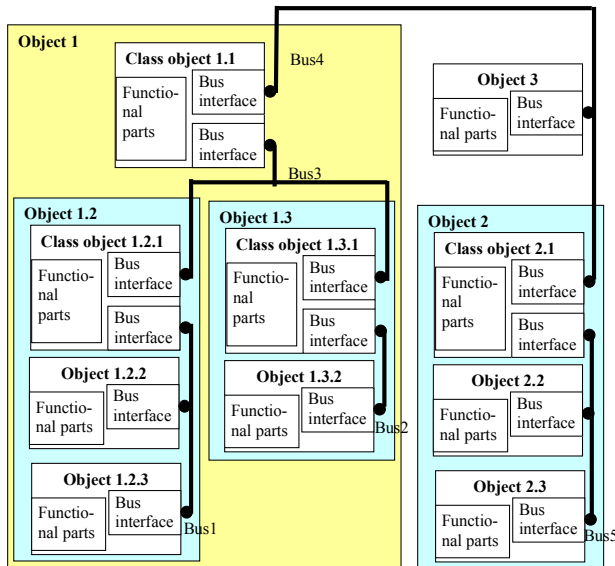 Object 1
Class object 1.1
Functio-
nal
parts
Bus
interface
Bus
interface
Bus4
Bus3
Object 3
Functio-
nal parts
Bus
interface
Object 1.2
Class object 1.2.1
Functio-
nal
parts
Bus
interface
Bus
interface
Object 1.2.2
Functio-
nal parts
Bus
interface
Object 1.2.3
Functio-
nal parts
Bus
interface
Bus1
Object 1.3
Class object 1.3.1
Functio-
nal
parts
Bus
interface
Bus
interface
Object 1.3.2
Functio-
nal parts
Bus
interface
Bus2
Object 2
Class object 2.1
Functio-
nal
parts
Bus
interface
Bus
interface
Object 2.2
Functio-
nal parts
Bus
interface
Object 2.3
Functio-
nal parts
Bus
interface
Bus5